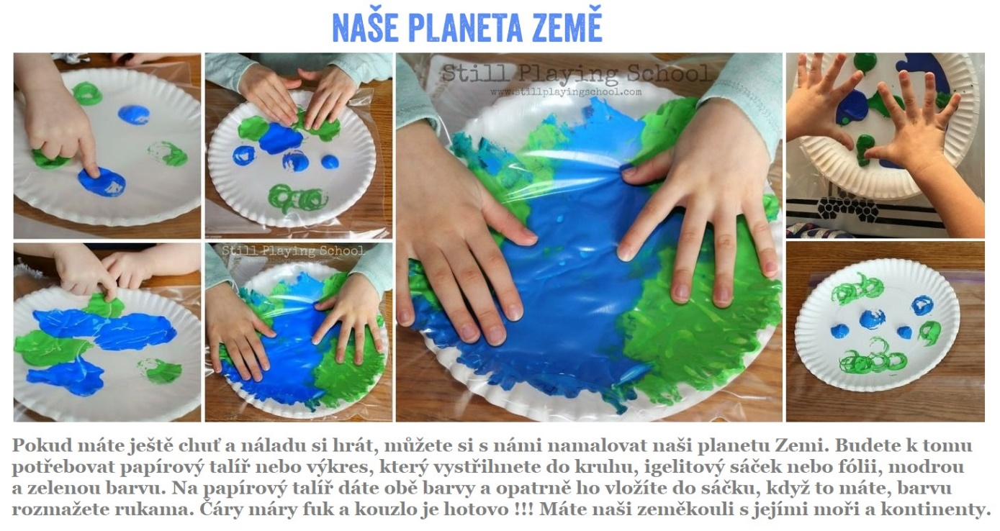 NAŠE PLANETA ZEMĚ
Still Playing School
www.stillplayingschool.com
Still Playing School
Pokud máte ještě chuť a náladu si hrát, můžete si s námi namalovat naši planetu Zemi. Budete k tomu
potřebovat papírový talíř nebo výkres, který vystřihnete do kruhu, igelitový sáček nebo fólii, modrou
a zelenou barvu. Na papírový talíř dáte obě barvy a opatrně ho vložíte do sáčku, když to máte, barvu
rozmažete rukama. Čáry máry fuk a kouzlo je hotovo !!! Máte naši zeměkouli s jejími moři a kontinenty.